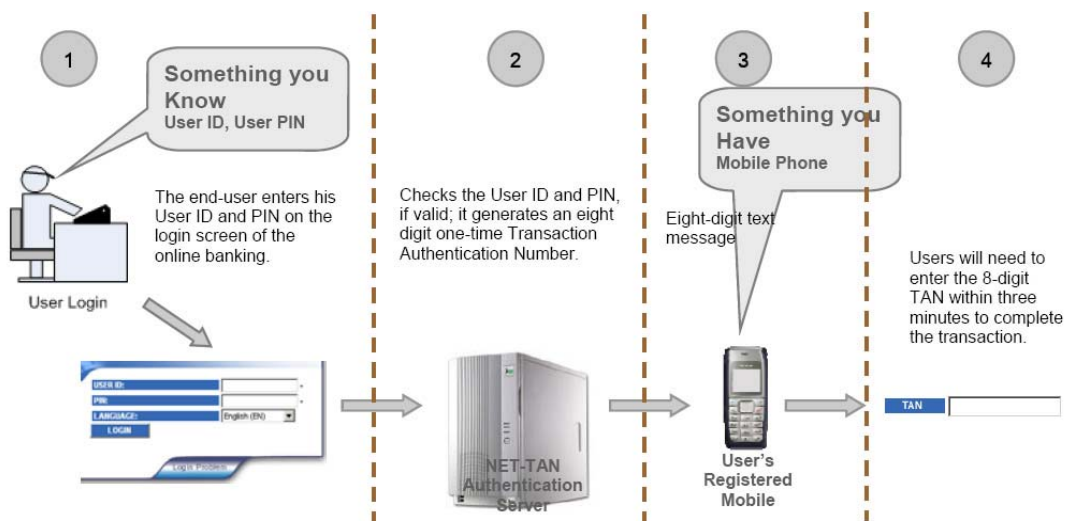 1
Something you
Know
User ID, User PIN
The end-user enters his
User ID and PIN on the
login screen of the
online banking.
User Login
USER ID:
PIN:
LANGUAGE:
English (EN)
LOGIN
Login Problem
2
Checks the User ID and PIN,
if valid; it generates an eight
digit one-time Transaction
Authentication Number.
NET-TAN
Authentication
Server
3
Something you
Have
Mobile Phone
Eight-digit text
message
User's
Registered
Mobile
4
Users will need to
enter the 8-digit
TAN within three
minutes to complete
the transaction.
TAN